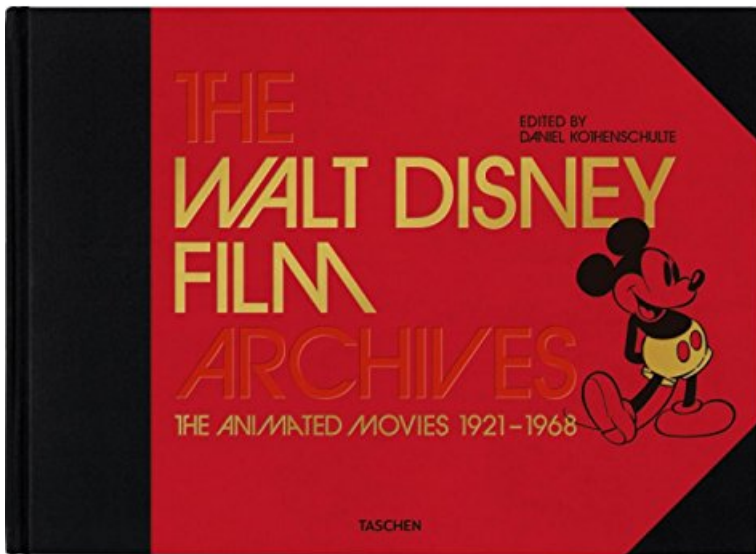 THE
EDITED BY
DANIEL KOTHENSCHULTE
WALT DISNEY
FILM
ARCHIVES
THE ANIMATED MOVIES 1921–1968
TASCHEN